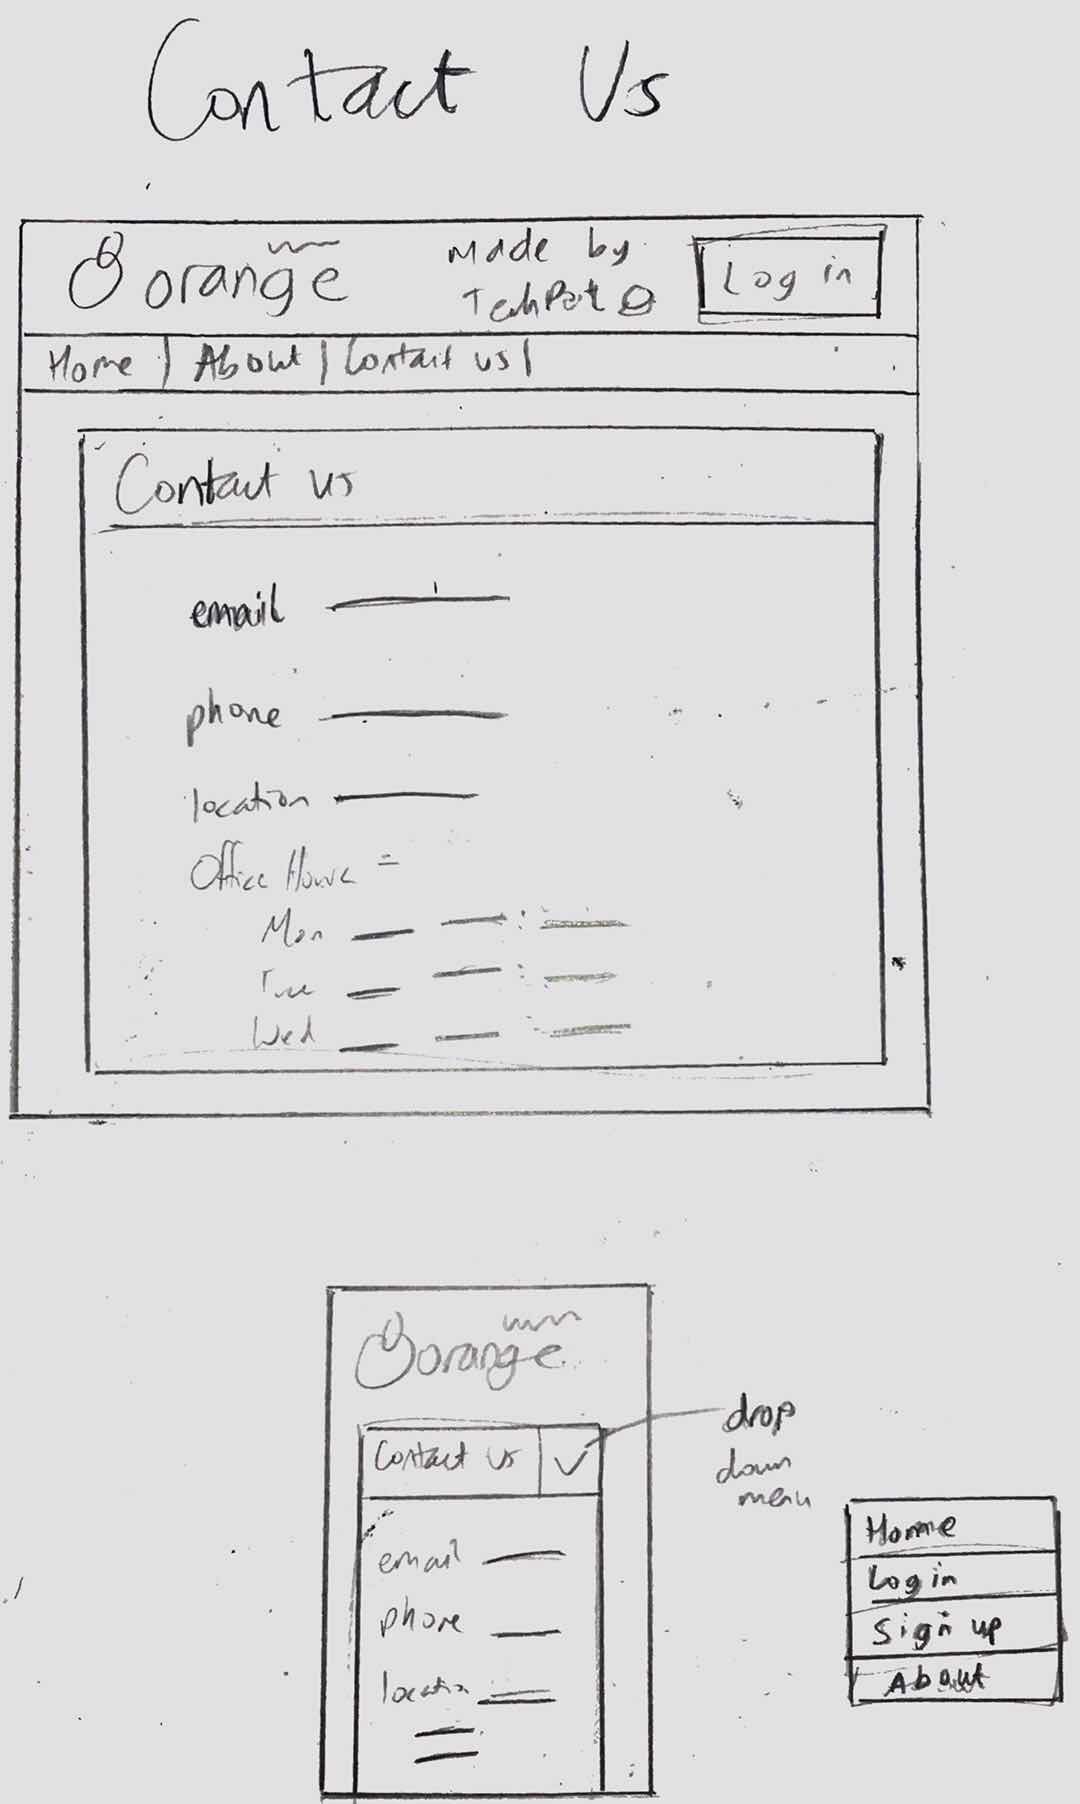 Contact Us
orange
Made by
TechPat
Log in
Home | About | Contact us |
Contact us
email
phone
location
Office Hours =
Mon
Tue
Wed
orange
Contact us
drop
down
menu
email
phone
location
Home
Log in
Sign up
About